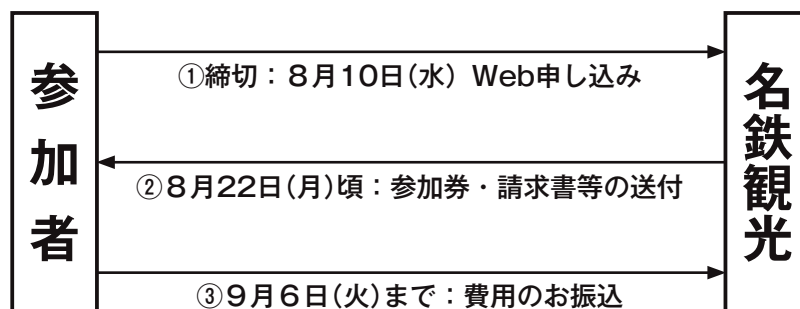 参加者
①締切：8月10日(水) Web申し込み
②8月22日(月)頃：参加券・請求書等の送付
③9月6日(火)まで：費用のお振込
名鉄観光